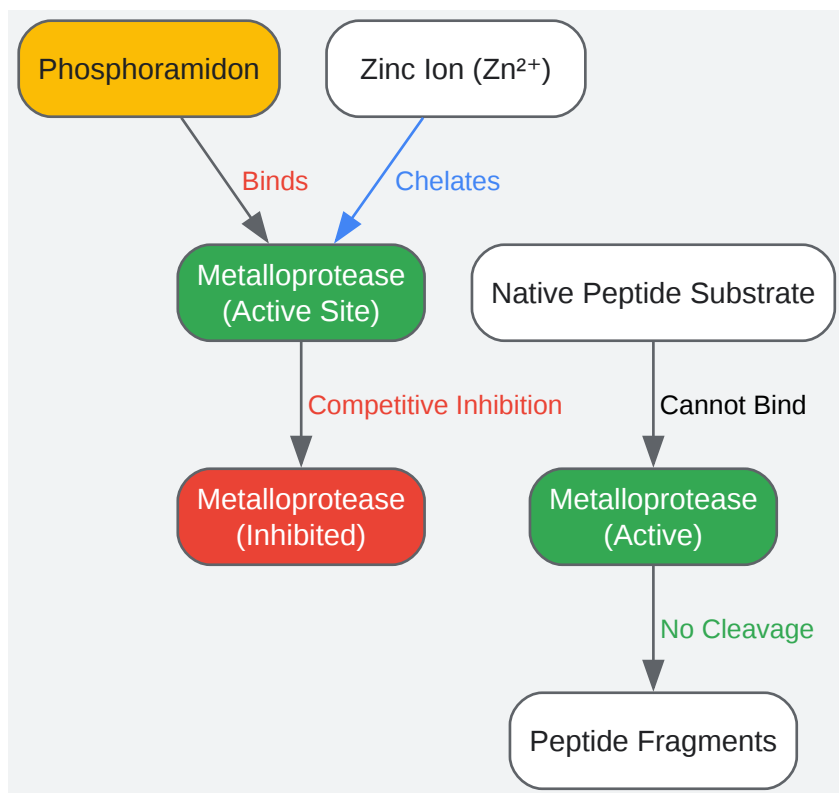 Phosphoramidon
Zinc Ion (Zn²⁺)
Binds
Chelates
Metalloprotease
(Active Site)
Native Peptide Substrate
Competitive Inhibition
Cannot Bind
Metalloprotease
(Inhibited)
Metalloprotease
(Active)
No Cleavage
Peptide Fragments